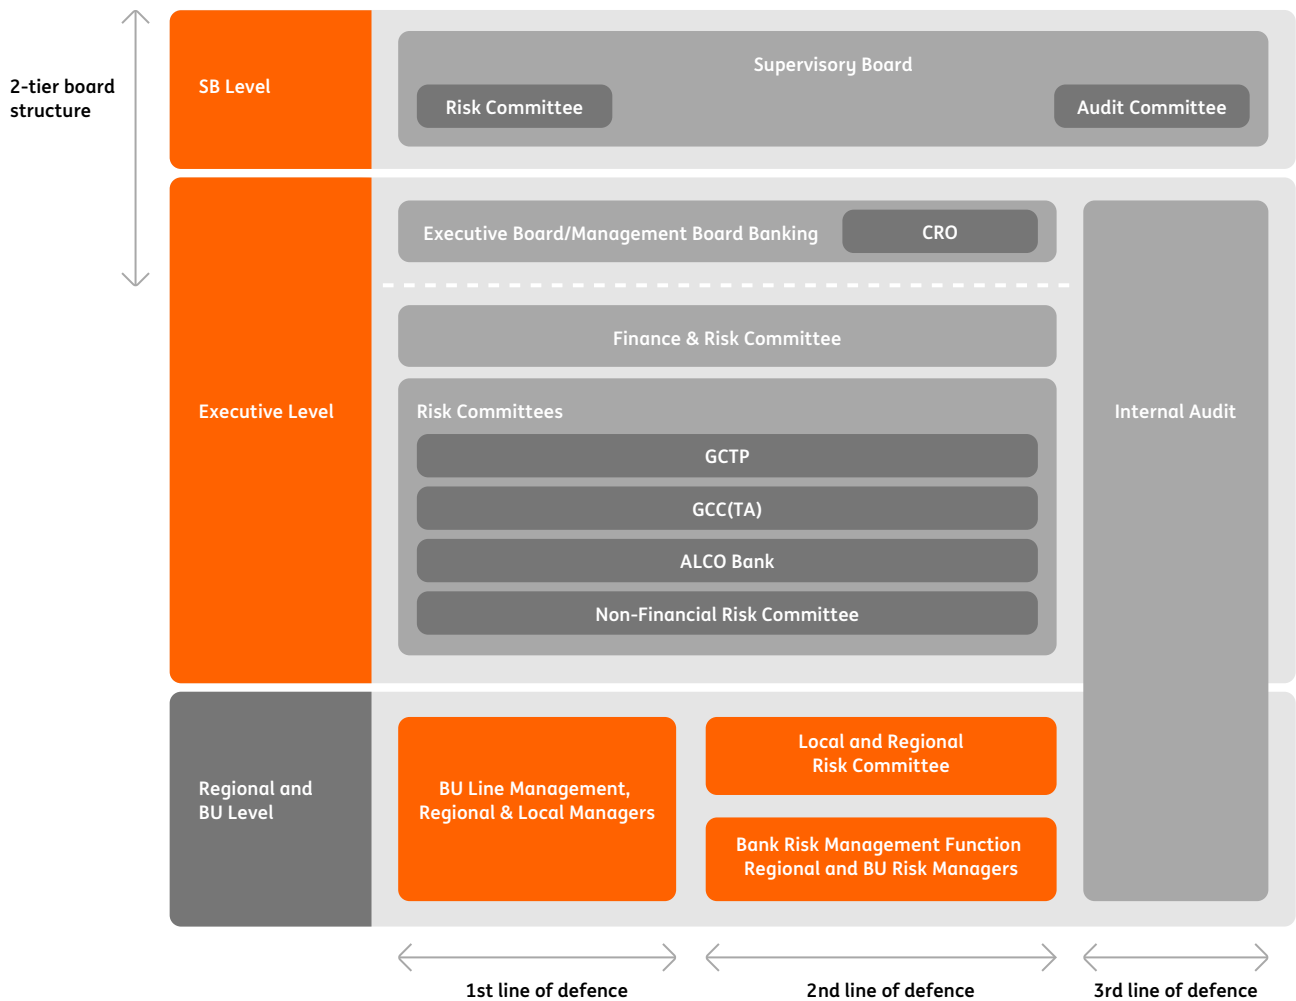 2-tier board
structure
SB Level
Supervisory Board
Risk Committee
Audit Committee
Executive Level
Executive Board/Management Board Banking
CRO
Finance & Risk Committee
Risk Committees
GCTP
GCC(TA)
ALCO Bank
Non-Financial Risk Committee
Internal Audit
Regional and
BU Level
BU Line Management,
Regional & Local Managers
Local and Regional
Risk Committee
Bank Risk Management Function
Regional and BU Risk Managers
1st line of defence
2nd line of defence
3rd line of defence